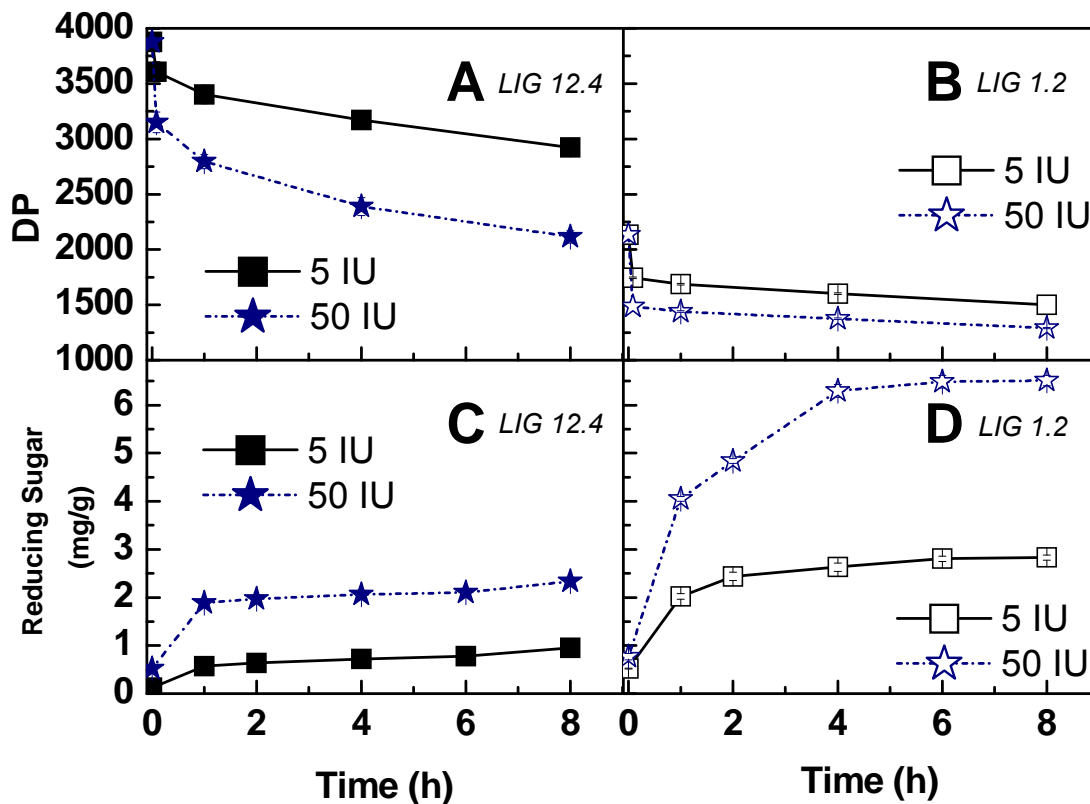 4000
3500
3000
2500
2000
1500
1000
DP
A LIG 12.4
5 IU
50 IU
B LIG 1.2
5 IU
50 IU
6
5
4
3
2
1
0
Reducing Sugar
(mg/g)
C LIG 12.4
5 IU
50 IU
D LIG 1.2
5 IU
50 IU
0 2 4 6 8
0 2 4 6 8
Time (h)
Time (h)